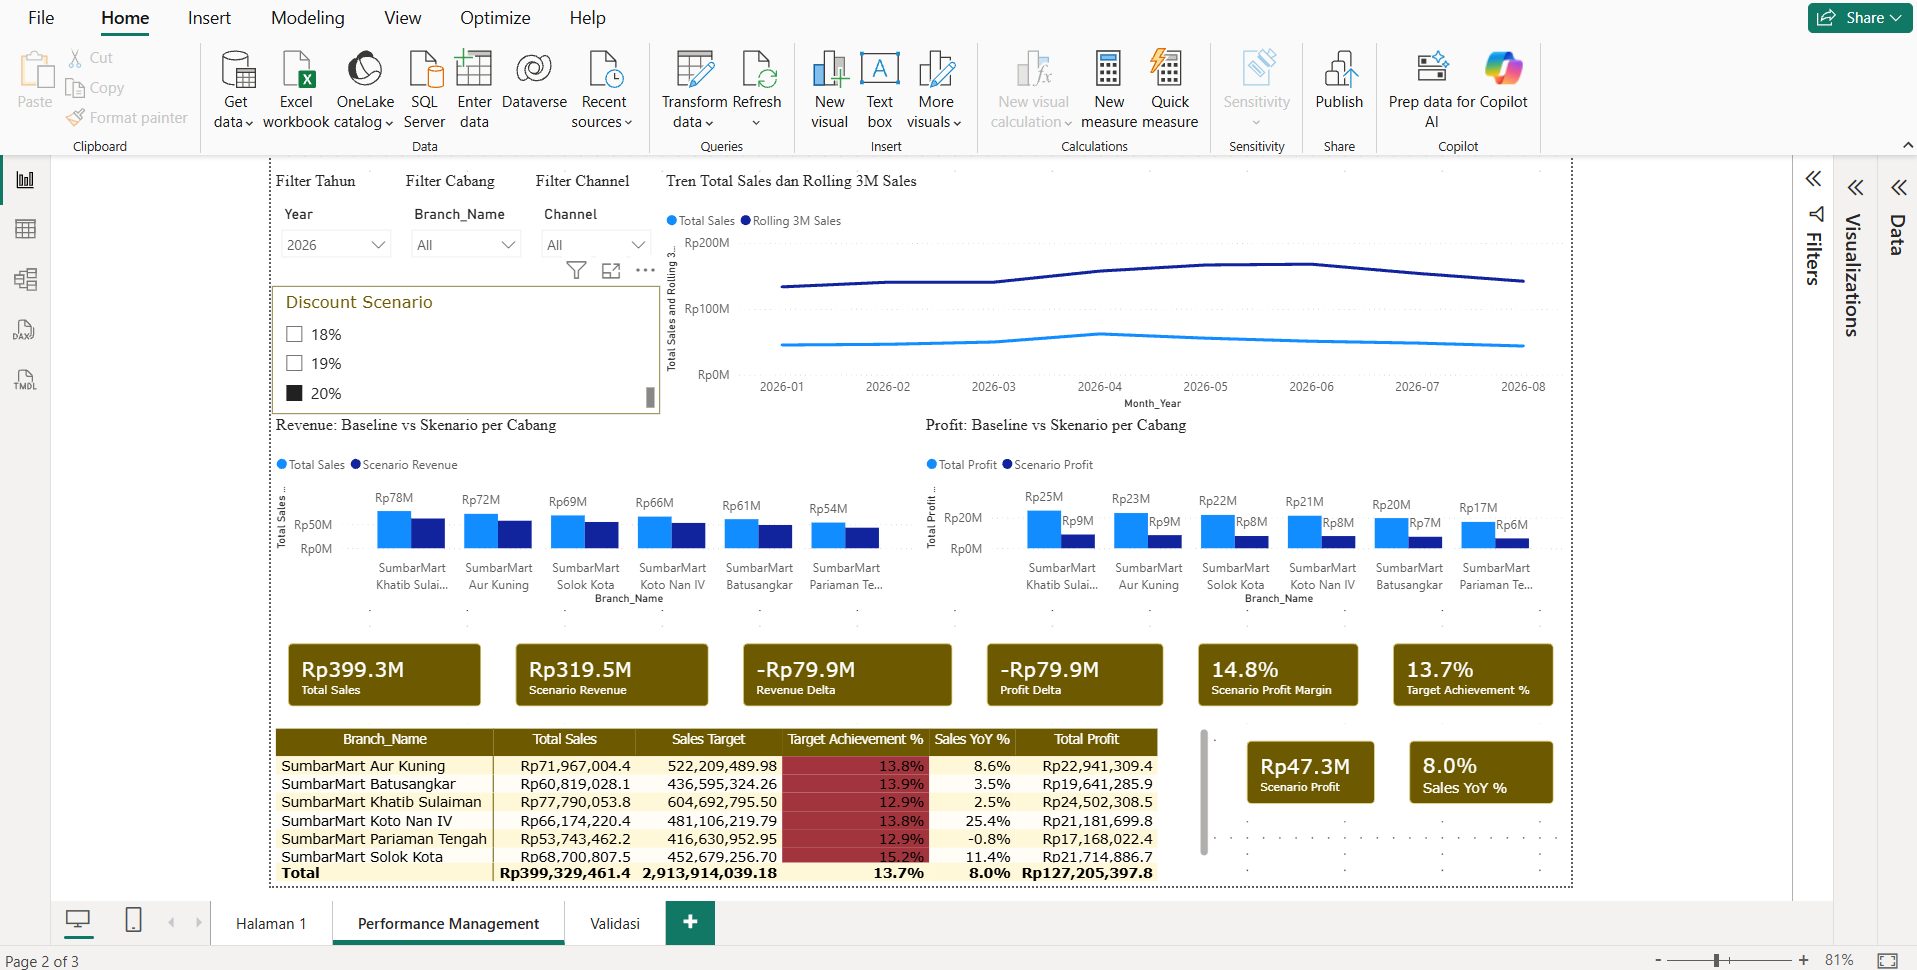 File Home Insert Modeling View Optimize Help
Share
Paste
Cut
Copy
Format painter
Clipboard
Get data
Excel workbook
OneLake catalog
SQL Server
Enter data
Dataverse
Recent sources
Data
Transform data
Refresh
Queries
New visual
Text box
More visuals
Insert
New visual calculation
New measure
Quick measure
Calculations
Sensitivity
Sensitivity
Publish
Share
Prep data for AI
Copilot
Copilot
Filter Tahun
Filter Cabang
Filter Channel
Year
Branch_Name
Channel
2026
All
All
Discount Scenario
18%
19%
20%
Tren Total Sales dan Rolling 3M Sales
Total Sales Rolling 3M Sales
Total Sales and Rolling 3...
Rp200M
Rp100M
Rp0M
2026-01 2026-02 2026-03 2026-04 2026-05 2026-06 2026-07 2026-08
Month_Year
Revenue: Baseline vs Skenario per Cabang
Total Sales Scenario Revenue
Total Sales ...
Rp50M
Rp0M
Rp78M Rp72M Rp69M Rp66M Rp61M Rp54M
SumbarMart Khatib Sulai...
SumbarMart Aur Kuning
SumbarMart Solok Kota
SumbarMart Koto Nan IV
SumbarMart Batusangkar
SumbarMart Pariaman Te...
Branch_Name
Profit: Baseline vs Skenario per Cabang
Total Profit Scenario Profit
Total Profit ...
Rp20M
Rp0M
Rp25M Rp9M Rp23M Rp9M Rp22M Rp8M Rp21M Rp8M Rp20M Rp7M Rp17M Rp6M
SumbarMart Khatib Sulai...
SumbarMart Aur Kuning
SumbarMart Solok Kota
SumbarMart Koto Nan IV
SumbarMart Batusangkar
SumbarMart Pariaman Te...
Branch_Name
Rp399.3M
Total Sales
Rp319.5M
Scenario Revenue
-Rp79.9M
Revenue Delta
-Rp79.9M
Profit Delta
14.8%
Scenario Profit Margin
13.7%
Target Achievement %
Branch_Name Total Sales Sales Target Target Achievement % Sales YoY % Total Profit
SumbarMart Aur Kuning Rp71,967,004.4 522,209,489.98 13.8% 8.6% Rp22,941,309.4
SumbarMart Batusangkar Rp60,819,028.1 436,595,324.26 13.9% 3.5% Rp19,641,285.9
SumbarMart Khatib Sulaiman Rp77,790,053.8 604,692,795.50 12.9% 2.5% Rp24,502,308.5
SumbarMart Koto Nan IV Rp66,174,220.4 481,106,219.79 13.8% 25.4% Rp21,181,699.8
SumbarMart Pariaman Tengah Rp53,743,462.2 416,630,952.95 12.9% -0.8% Rp17,168,022.4
SumbarMart Solok Kota Rp68,700,807.5 452,679,256.70 15.2% 11.4% Rp21,714,886.7
Total Rp399,329,461.4 2,913,914,039.18 13.7% 8.0% Rp127,205,397.8
Rp47.3M
Scenario Profit
8.0%
Sales YoY %
Filters
Visualizations
Data
DAX
TMDL
Halaman 1
Performance Management
Validasi
+
Page 2 of 3
- + 81%